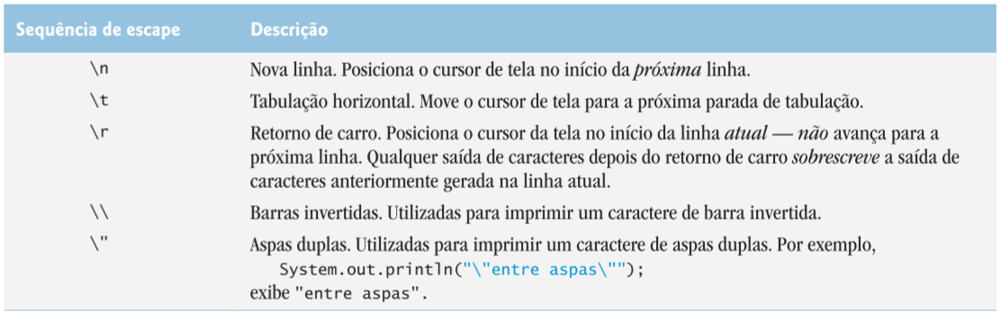 Sequência de escape Descrição
\n Nova linha. Posiciona o cursor de tela no início da próxima linha.
\t Tabulação horizontal. Move o cursor de tela para a próxima parada de tabulação.
\r Retorno de carro. Posiciona o cursor da tela no início da linha atual — não avança para a
próxima linha. Qualquer saída de caracteres depois do retorno de carro sobrescreve a saída de
caracteres anteriormente gerada na linha atual.
\\ Barras invertidas. Utilizadas para imprimir um caractere de barra invertida.
\" Aspas duplas. Utilizadas para imprimir um caractere de aspas duplas. Por exemplo,
System.out.println("\"entre aspas\"");
exibe "entre aspas".